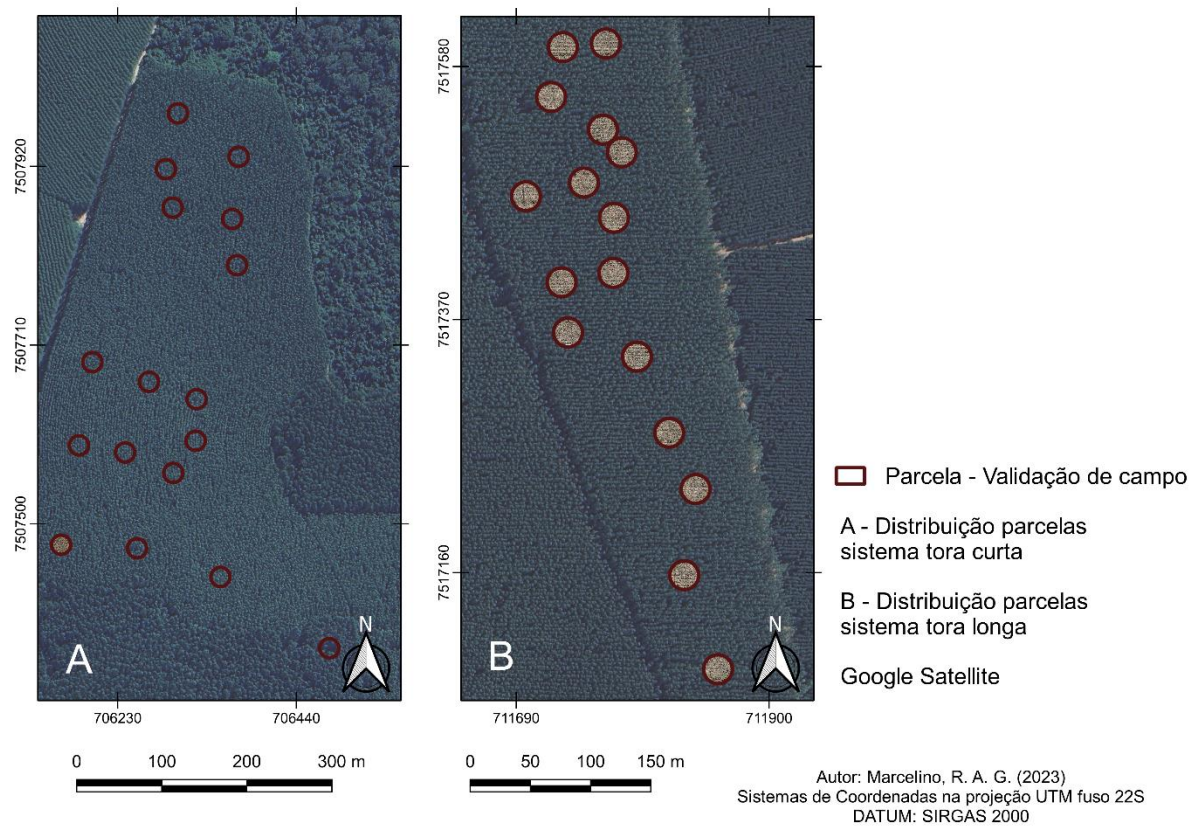 7507920
7507710
7507500
A
N
706230
706440
0
100
200
300 m
7517580
7517370
7517160
B
N
711690
711900
0
50
100
150 m
Parcela - Validação de campo
A - Distribuição parcelas
sistema tora curta
B - Distribuição parcelas
sistema tora longa
Google Satellite
Autor: Marcelino, R. A. G. (2023)
Sistemas de Coordenadas na projeção UTM fuso 22S
DATUM: SIRGAS 2000